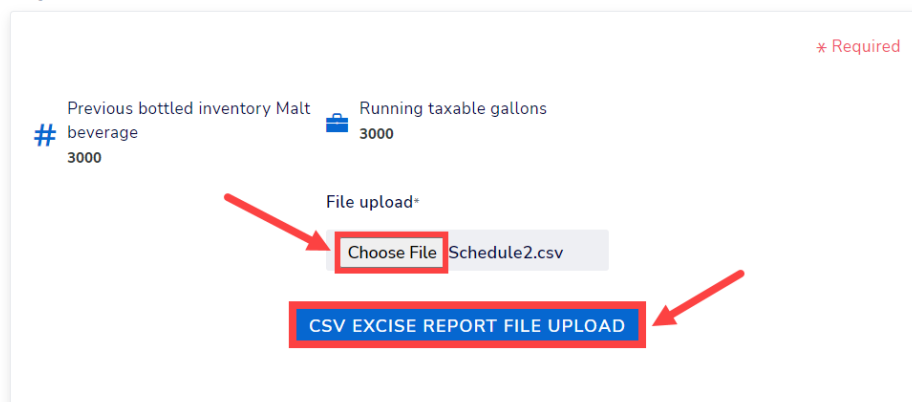 * Required
Previous bottled inventory Malt
beverage
3000
Running taxable gallons
3000
File upload*
Choose File Schedule2.csv
CSV EXCISE REPORT FILE UPLOAD